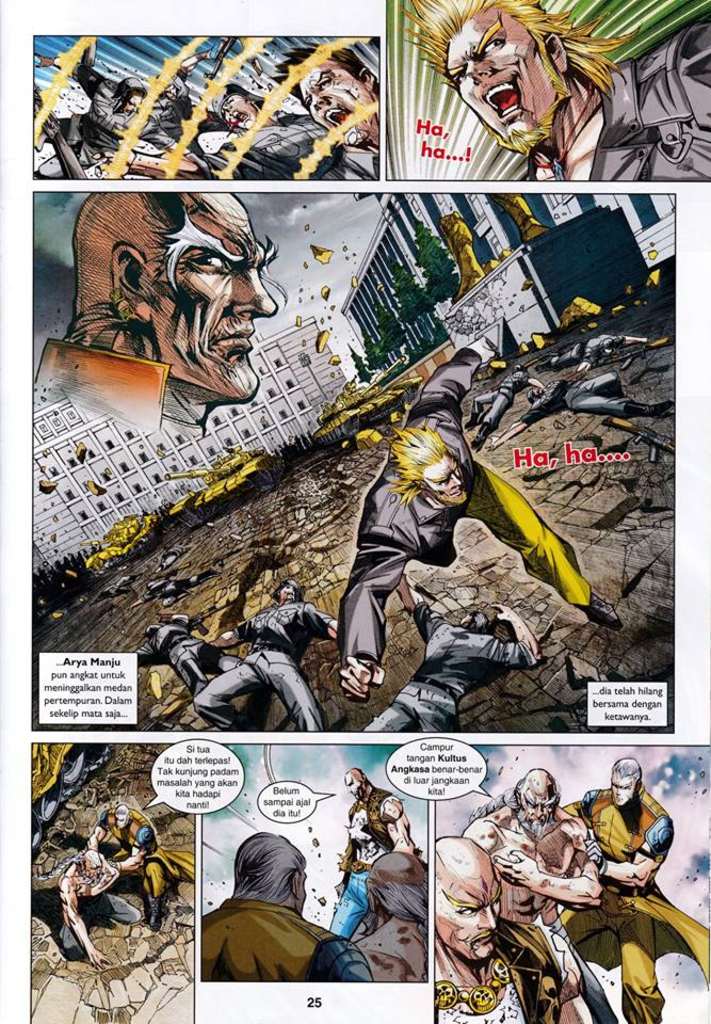 Ha,
ha...!
Ha, ha....
...Arya Manju
pun angkat untuk
meninggalkan medan
pertempuran. Dalam
sekelip mata saja...
...dia telah hilang
bersama dengan
ketawanya.
Si tua
itu dah terlepas!
Tak kunjung padam
masalah yang akan
kita hadapi
nanti!
Belum
sampai ajal
dia itu!
Campur
tangan Kultus
Angkasa benar-benar
di luar jangkaan
kita!
25